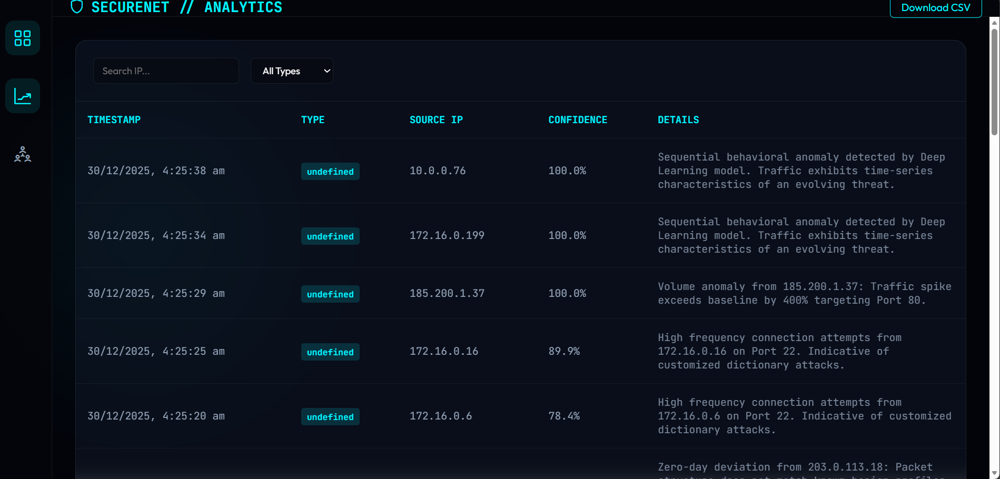 SECURENET // ANALYTICS
Download CSV
Search IP...
All Types
TIMESTAMP TYPE SOURCE IP CONFIDENCE DETAILS
30/12/2025, 4:25:38 am undefined 10.0.0.76 100.0%
Sequential behavioral anomaly detected by Deep
Learning model. Traffic exhibits time-series
characteristics of an evolving threat.
30/12/2025, 4:25:34 am undefined 172.16.0.199 100.0%
Sequential behavioral anomaly detected by Deep
Learning model. Traffic exhibits time-series
characteristics of an evolving threat.
30/12/2025, 4:25:29 am undefined 185.200.1.37 100.0%
Volume anomaly from 185.200.1.37: Traffic spike
exceeds baseline by 400% targeting Port 80.
30/12/2025, 4:25:25 am undefined 172.16.0.16 89.9%
High frequency connection attempts from
172.16.0.16 on Port 22. Indicative of
customized dictionary attacks.
30/12/2025, 4:25:20 am undefined 172.16.0.6 78.4%
High frequency connection attempts from
172.16.0.6 on Port 22. Indicative of customized
dictionary attacks.
Zero-day deviation from 203.0.113.18: Packet
structure does not match known benign profiles